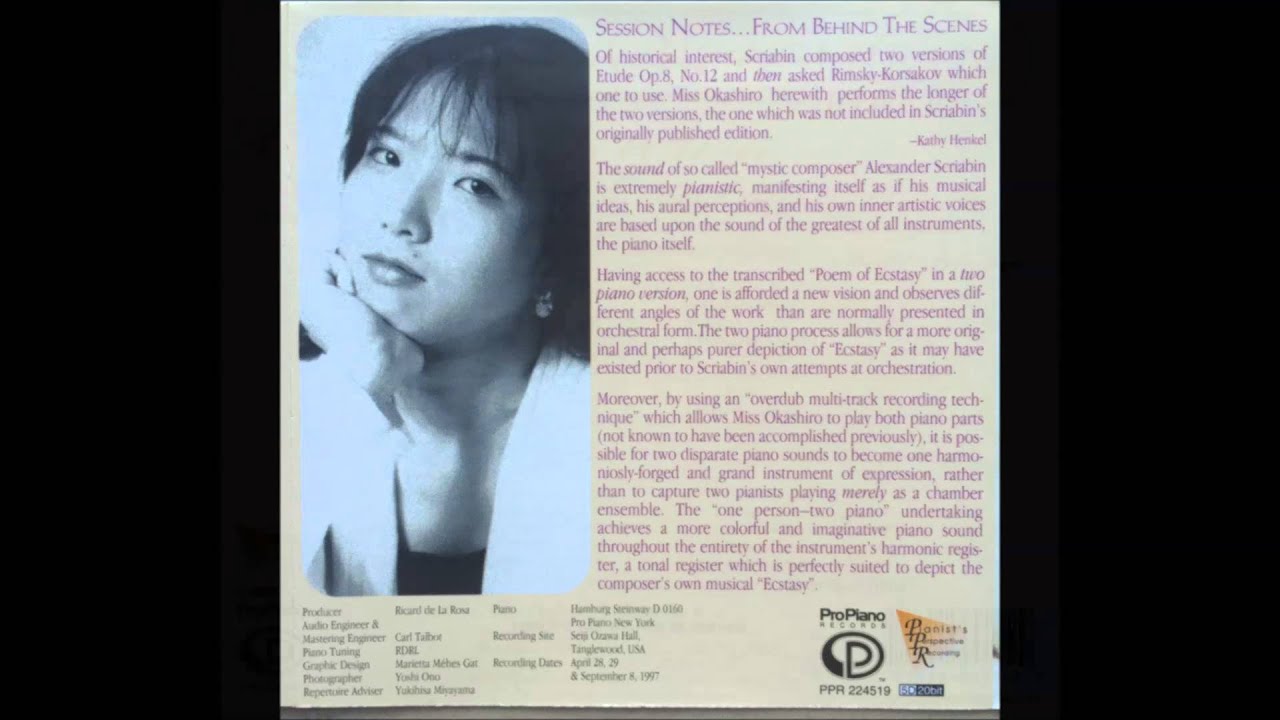 SESSION NOTES...FROM BEHIND THE SCENES
Of historical interest, Scriabin composed two versions of
Etude Op.8, No.12 and then asked Rimsky-Korsakov which
one to use. Miss Okashiro herewith performs the longer of
the two versions, the one which was not included in Scriabin's
originally published edition.
–Kathy Henkel
The sound of so called “mystic composer” Alexander Scriabin
is extremely pianistic, manifesting itself as if his musical
ideas, his aural perceptions, and his own inner artistic voices
are based upon the sound of the greatest of all instruments,
the piano itself.
Having access to the transcribed “Poem of Ecstasy” in a two
piano version, one is afforded a new vision and observes dif-
ferent angles of the work than are normally presented in
orchestral form.The two piano process allows for a more orig-
inal and perhaps purer depiction of “Ecstasy” as it may have
existed prior to Scriabin's own attempts at orchestration.
Moreover, by using an “overdub multi-track recording tech-
nique” which alllows Miss Okashiro to play both piano parts
(not known to have been accomplished previously), it is pos-
sible for two disparate piano sounds to become one harmo-
niosly-forged and grand instrument of expression, rather
than to capture two pianists playing merely as a chamber
ensemble. The “one person–two piano” undertaking
achieves a more colorful and imaginative piano sound
throughout the entirety of the instrument's harmonic regis-
ter, a tonal register which is perfectly suited to depict the
composer's own musical “Ecstasy”.
Producer Ricard de La Rosa
Audio Engineer &
Mastering Engineer Carl Talbot
Piano Tuning RDRL
Graphic Design Marietta Méhes Gat
Photographer Yoshi Ono
Repertoire Adviser Yukihisa Miyayama
Piano Hamburg Steinway D 0160
Pro Piano New York
Recording Site Seiji Ozawa Hall,
Tanglewood, USA
Recording Dates April 28, 29
& September 8, 1997
ProPiano
RECORDS
PPR 224519
Pianist's
Perspective
Recording
20bit